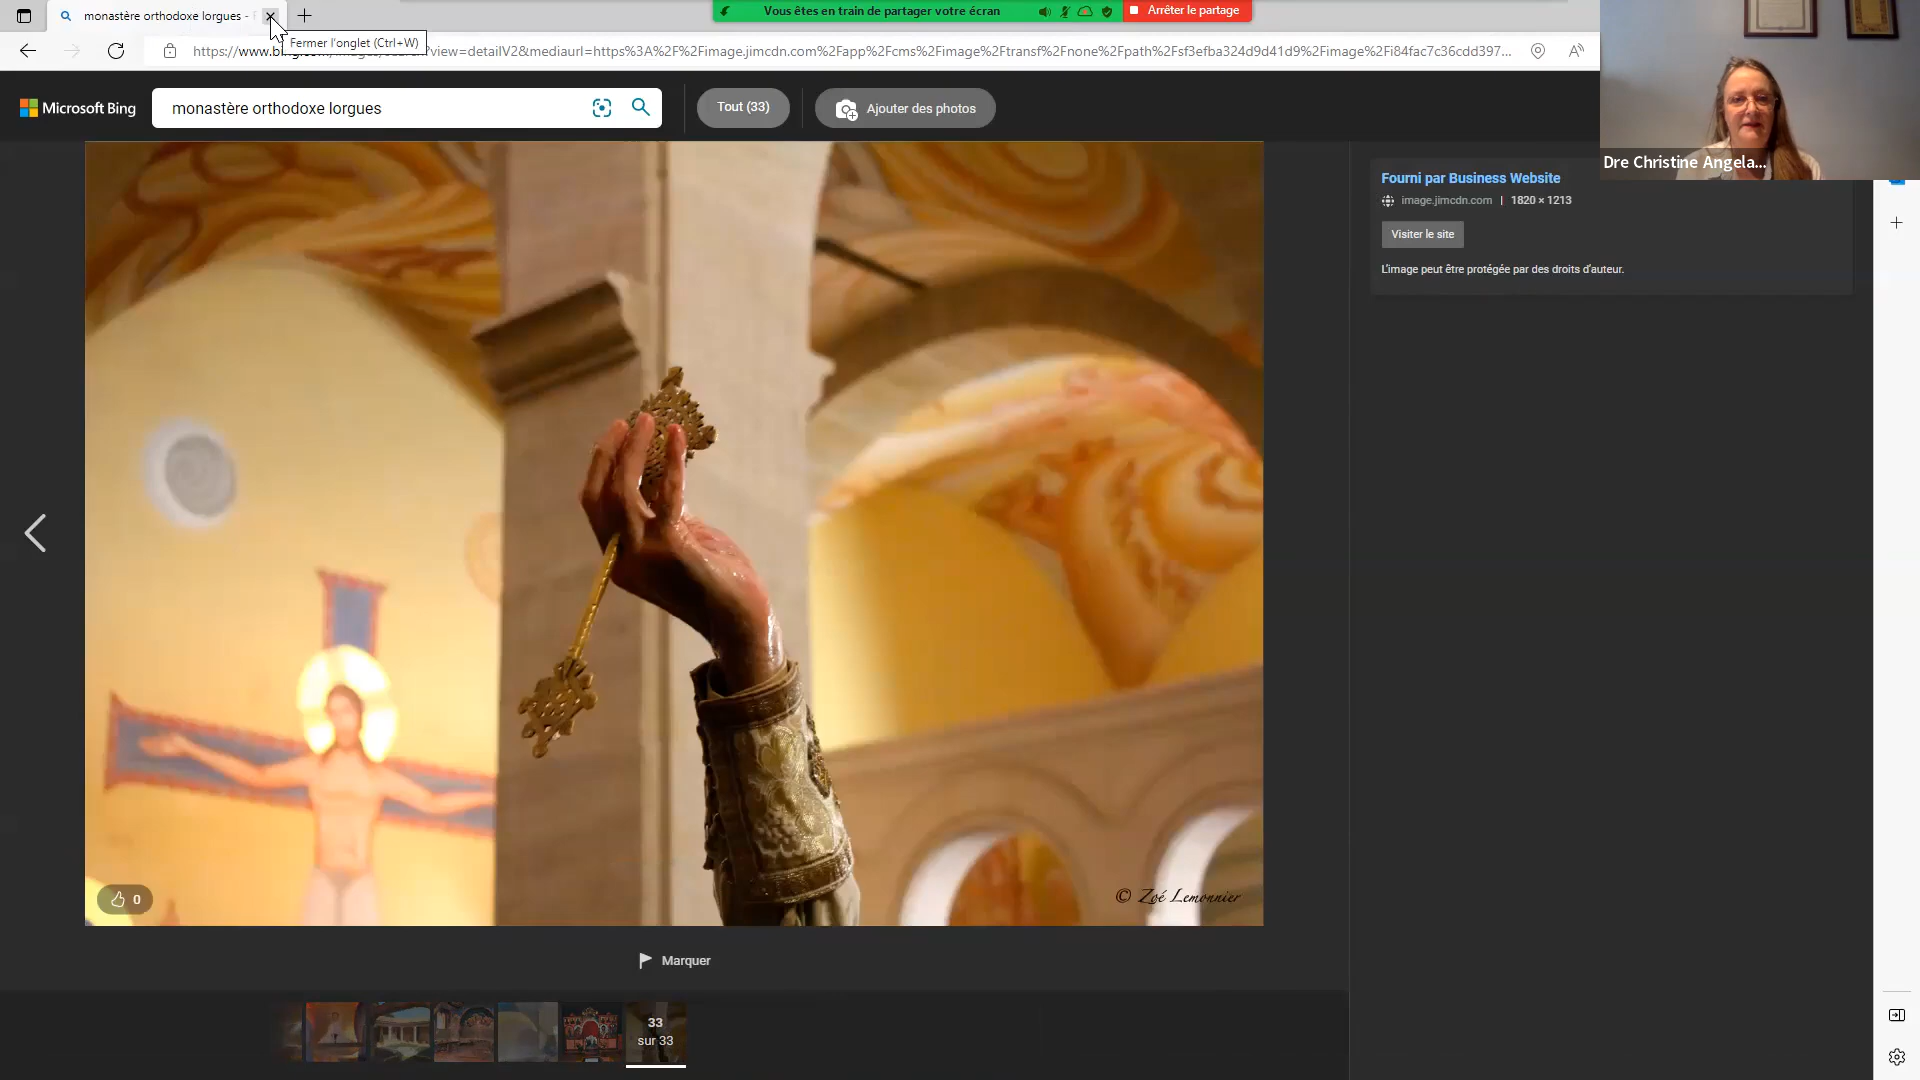 monastère orthodoxe lorgues -
Vous êtes en train de partager votre écran
Arrêter le partage
Fermer l'onglet (Ctrl+W)
?view=detailV2&mediaurl=https%3A%2F%2Fimage.jimcdn.com%2Fapp%2Fcms%2Fimage%2Ftransf%2Fnone%2Fpath%2Fsf3efba324d9d41d9%2Fimage%2Fi84fac7c36cdd397...
Microsoft Bing
monastère orthodoxe lorgues
Tout (33)
Ajouter des photos
Dre Christine Angela...
Fourni par Business Website
image.jimcdn.com | 1820 × 1213
Visiter le site
L'image peut être protégée par des droits d'auteur.
0
© Zoé Lemonnier
Marquer
33
sur 33